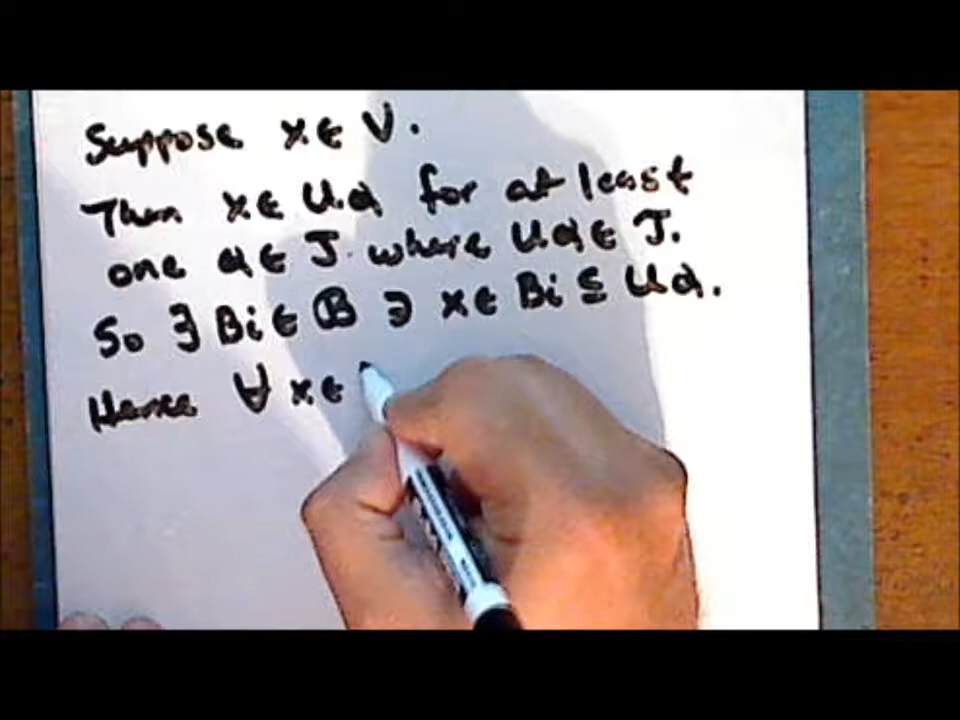 Suppose x ∈ V.
Then x ∈ Uα for at least
one α ∈ J where Uα ∈ J.
So ∃ Bi ∈ 𝔹 ∋ x ∈ Bi ⊆ Uα.
Hence ∀ x ∈